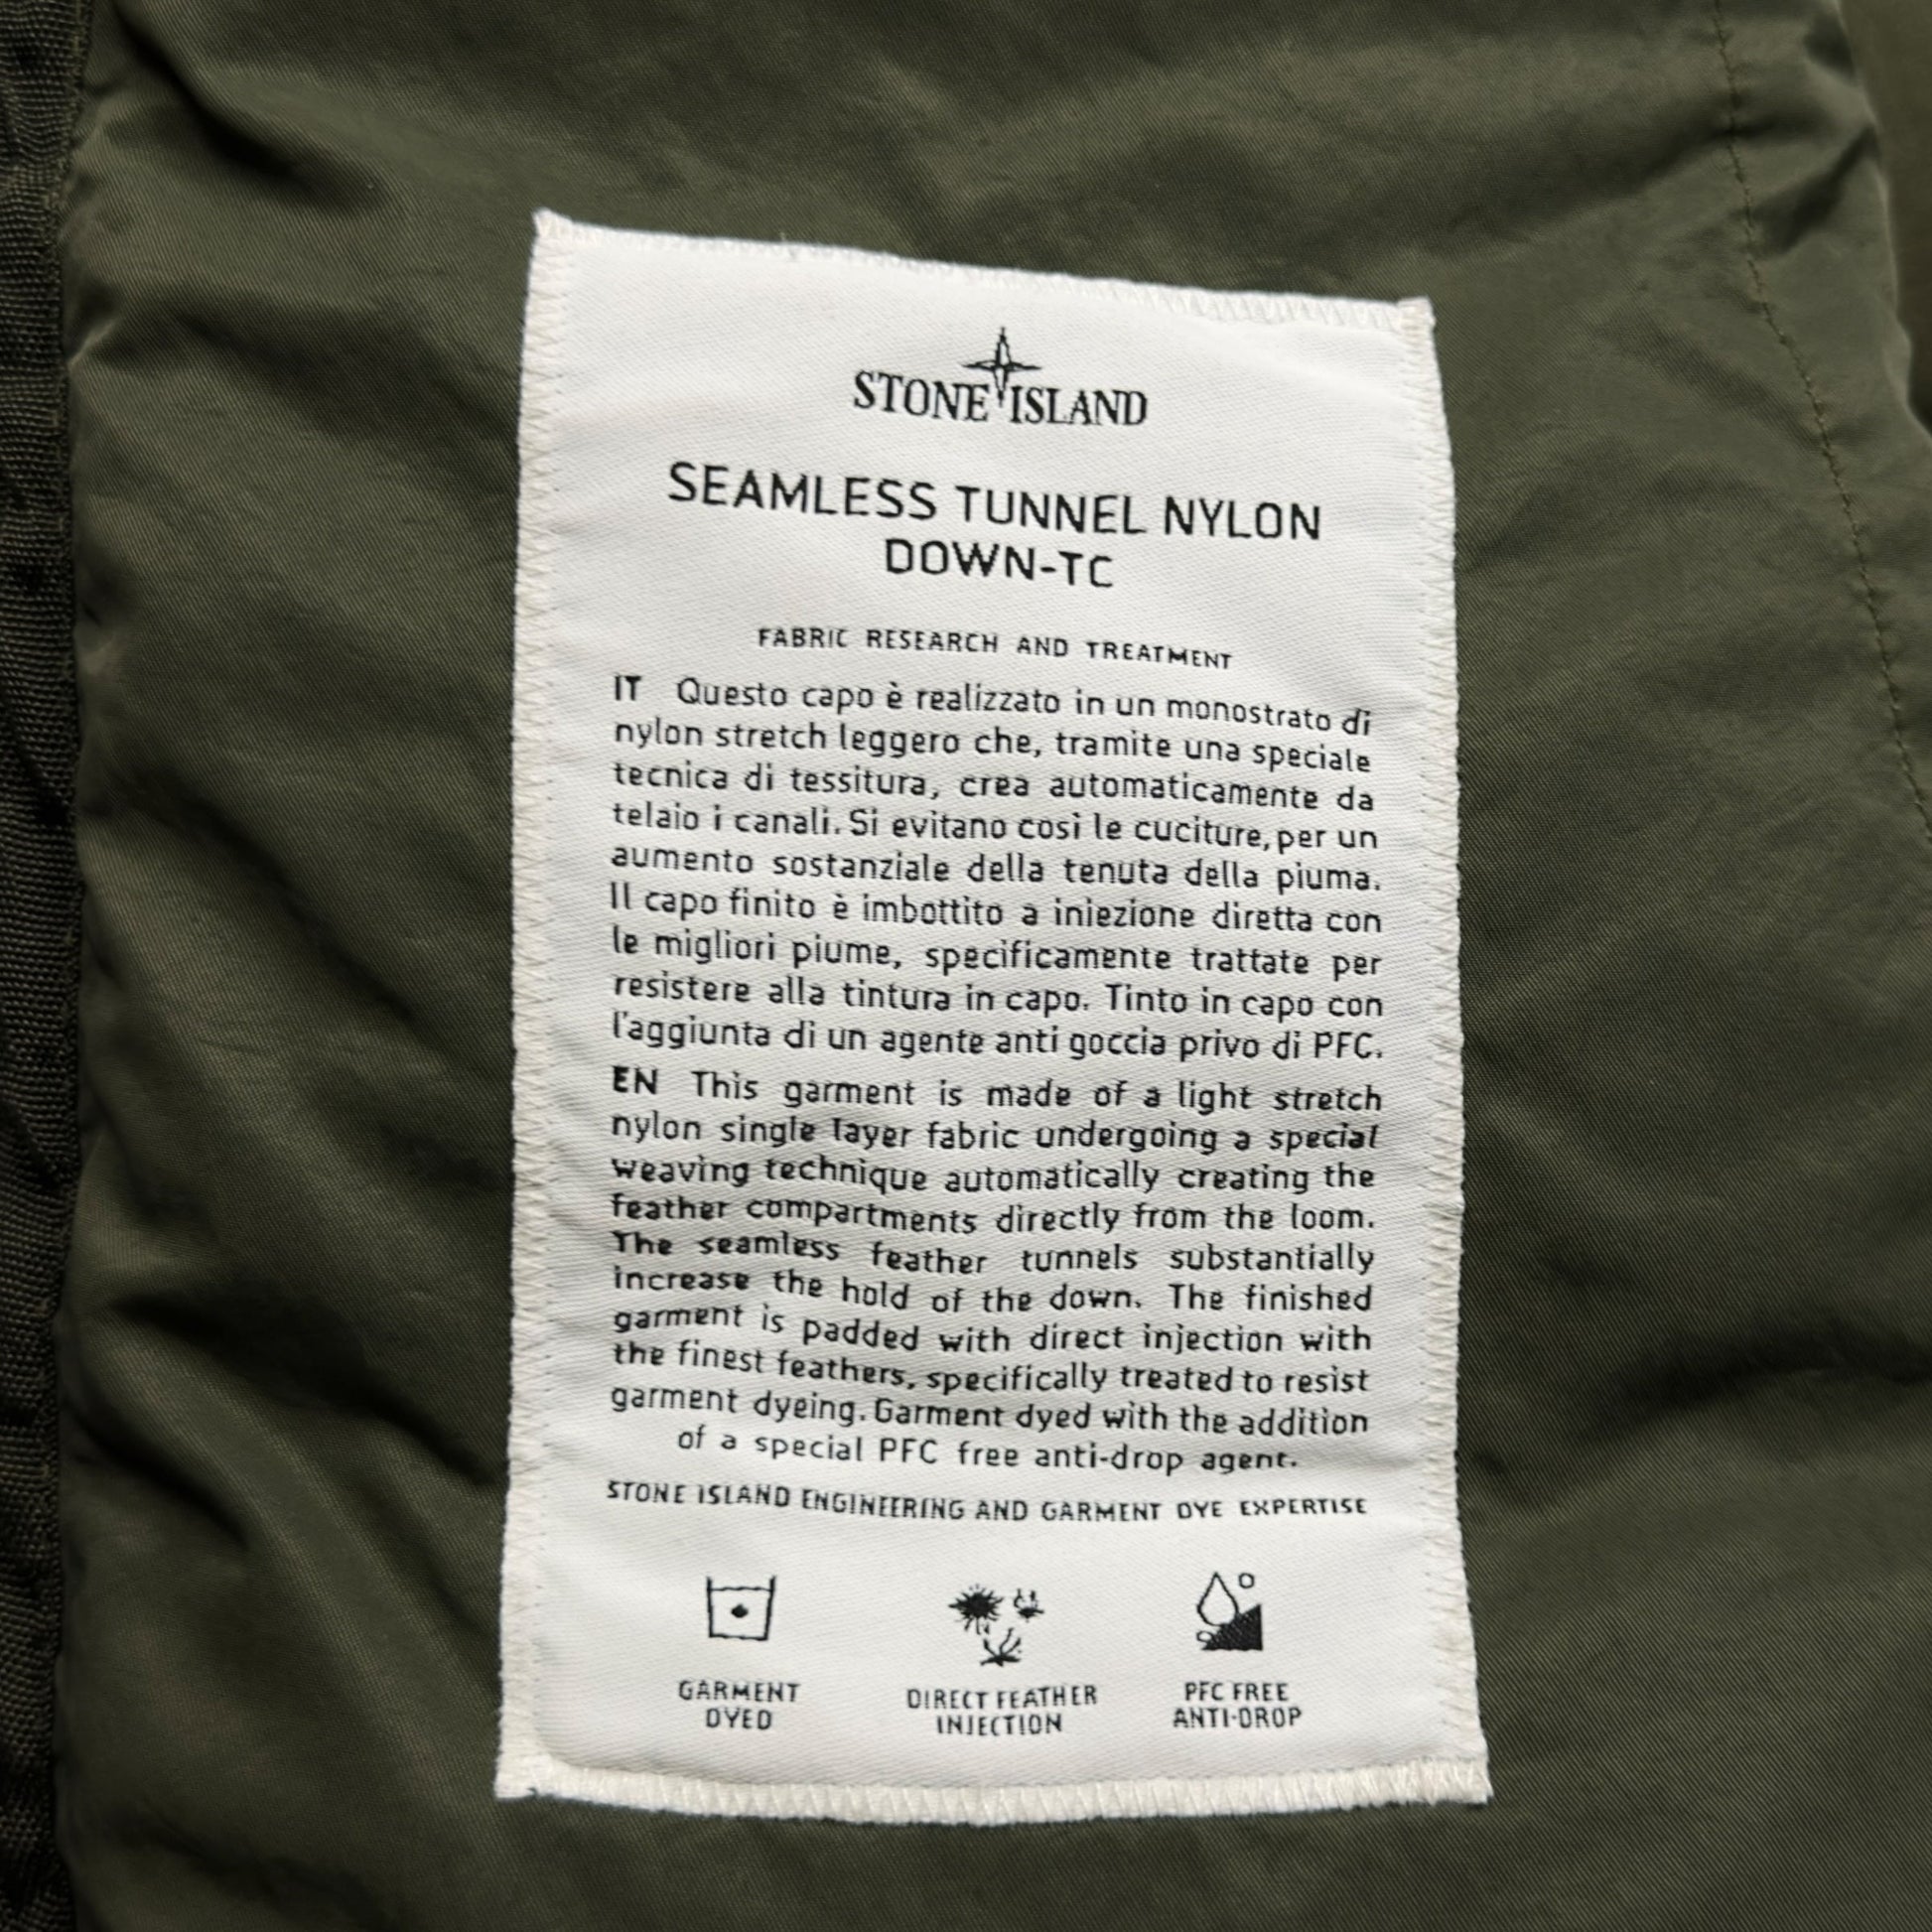 STONE ISLAND
SEAMLESS TUNNEL NYLON
DOWN-TC
FABRIC RESEARCH AND TREATMENT
IT Questo capo è realizzato in un monostrato di
nylon stretch leggero che, tramite una speciale
tecnica di tessitura, crea automaticamente da
telaio i canali. Si evitano così le cuciture, per un
aumento sostanziale della tenuta della piuma.
Il capo finito è imbottito a iniezione diretta con
le migliori piume, specificamente trattate per
resistere alla tintura in capo. Tinto in capo con
l'aggiunta di un agente anti goccia privo di PFC.
EN This garment is made of a light stretch
nylon single layer fabric undergoing a special
weaving technique automatically creating the
feather compartments directly from the loom.
The seamless feather tunnels substantially
increase the hold of the down. The finished
garment is padded with direct injection with
the finest feathers, specifically treated to resist
garment dyeing. Garment dyed with the addition
of a special PFC free anti-drop agent.
STONE ISLAND ENGINEERING AND GARMENT DYE EXPERTISE
GARMENT
DYED
DIRECT FEATHER
INJECTION
PFC FREE
ANTI-DROP